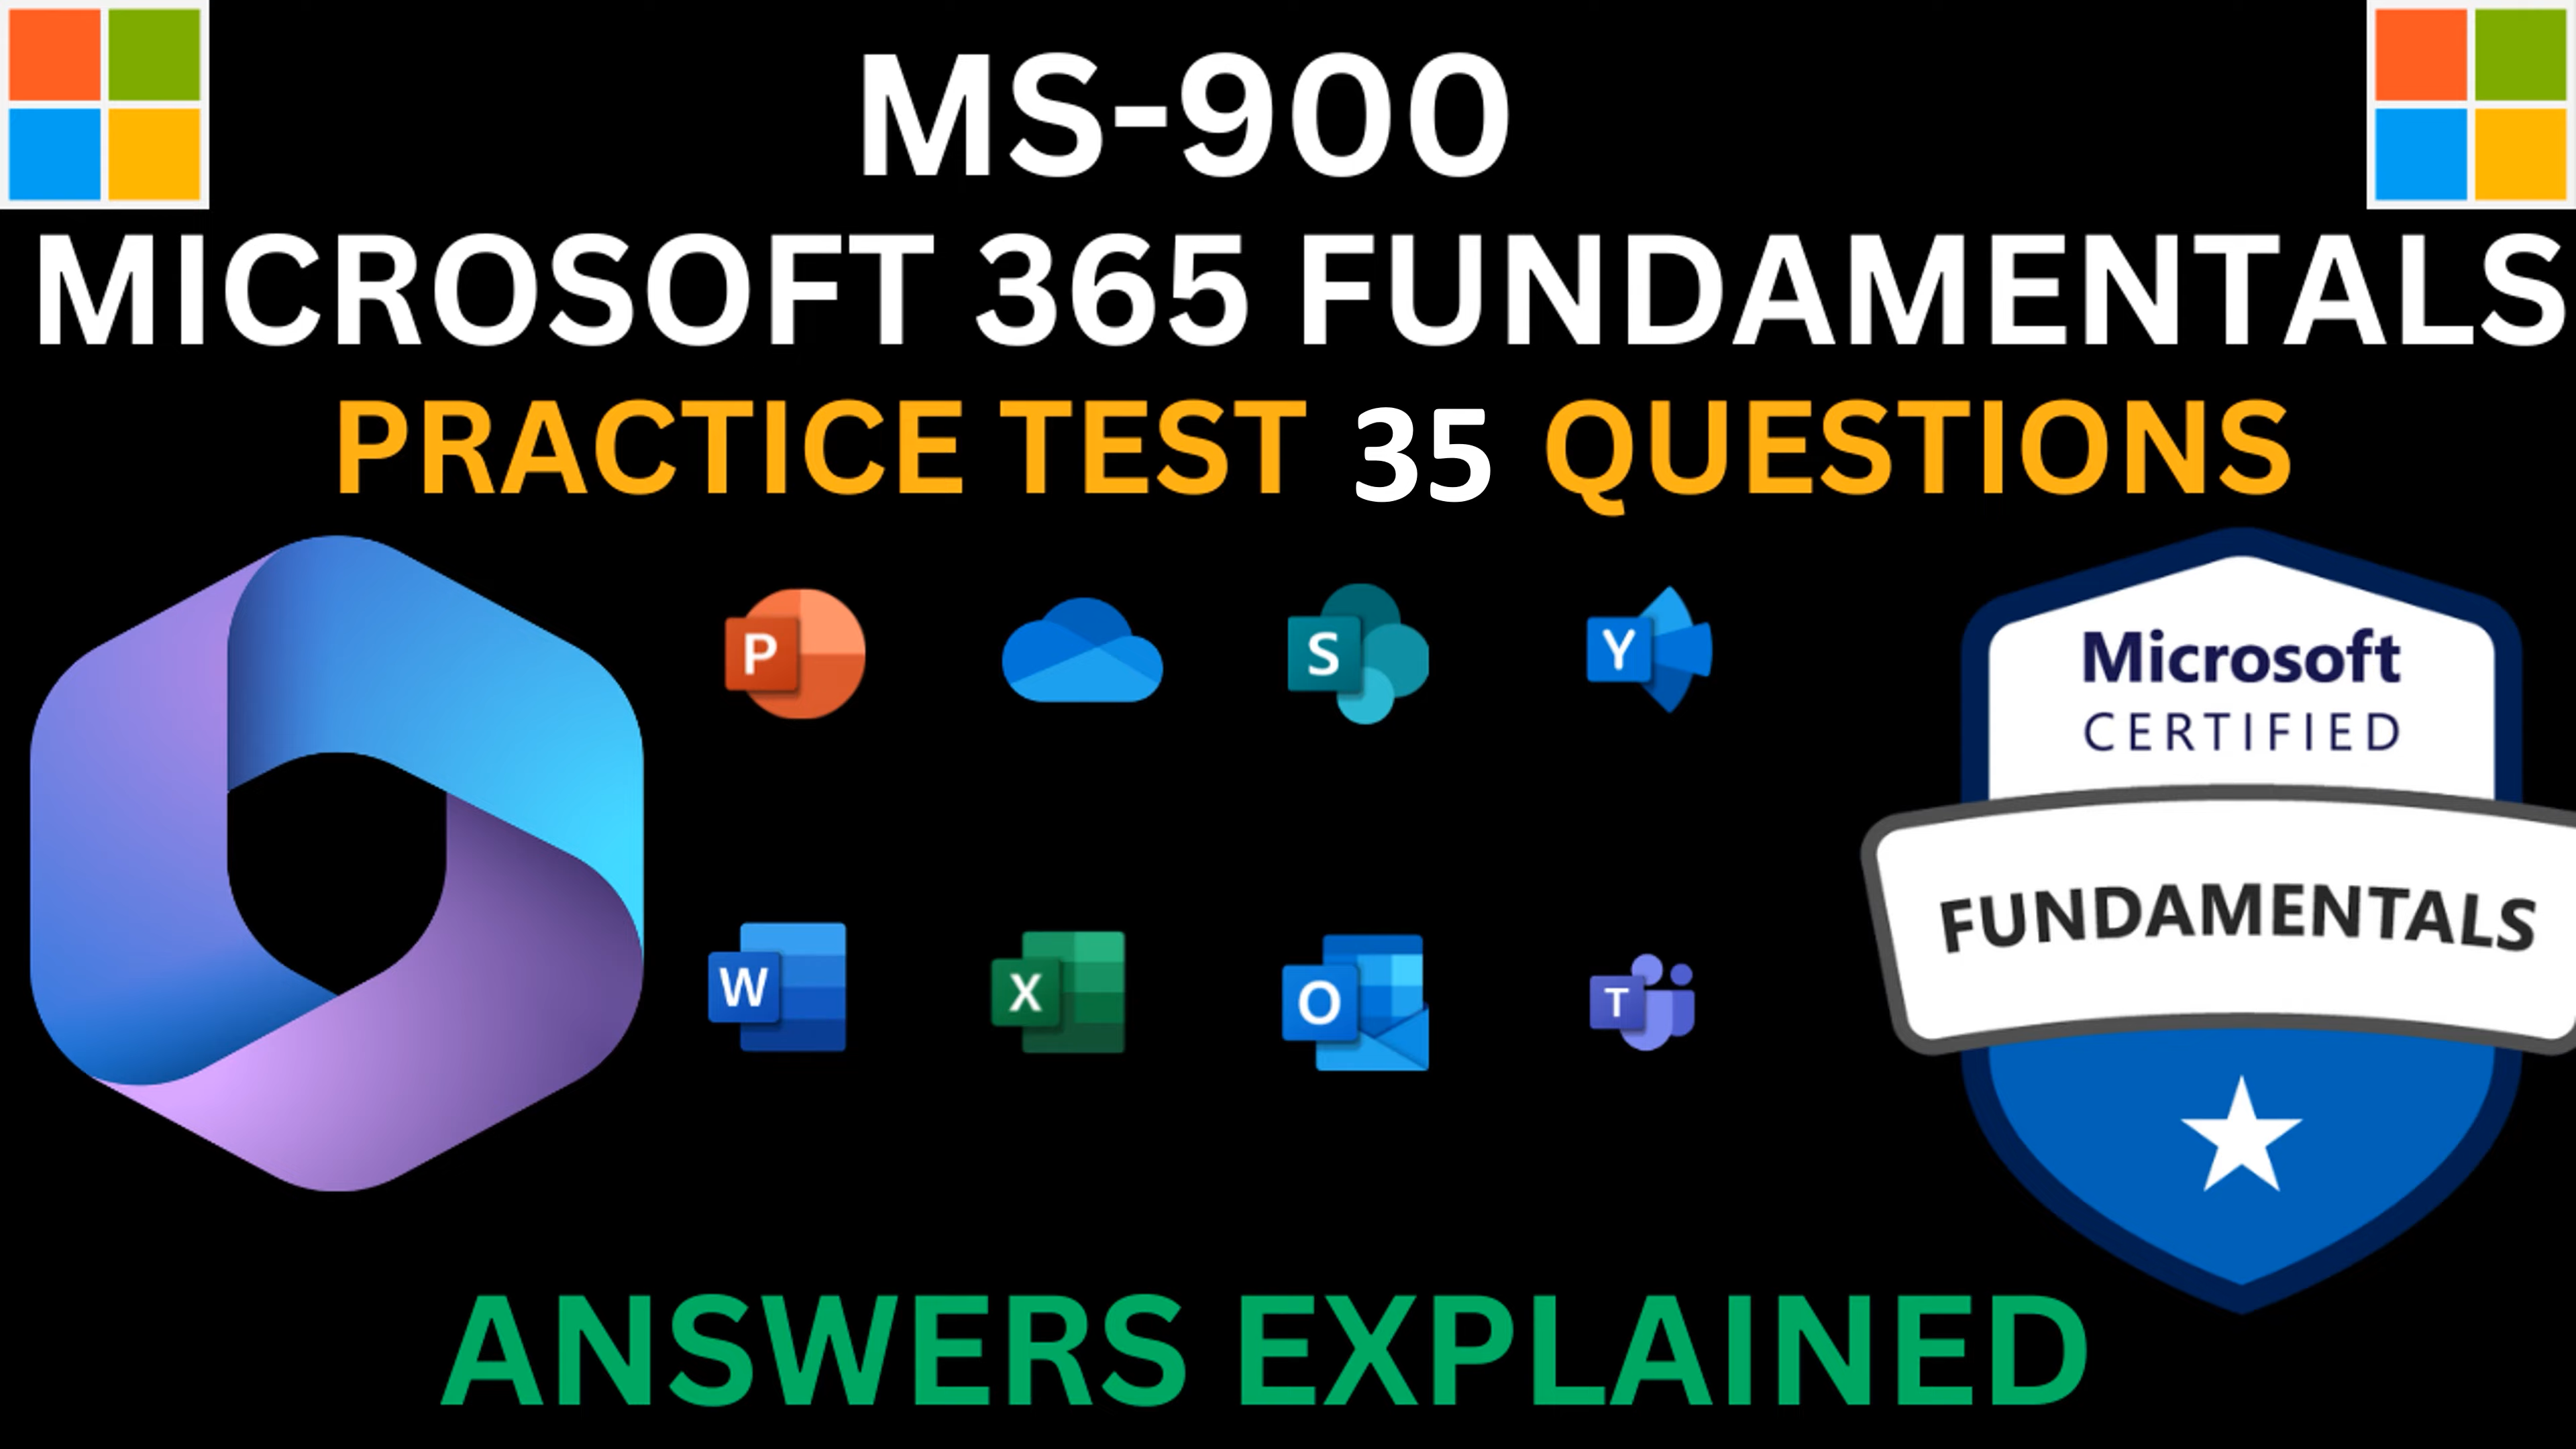 MS-900
MICROSOFT 365 FUNDAMENTALS
PRACTICE TEST 35 QUESTIONS
P
S
Y
Microsoft
CERTIFIED
FUNDAMENTALS
W
X
O
T
ANSWERS EXPLAINED